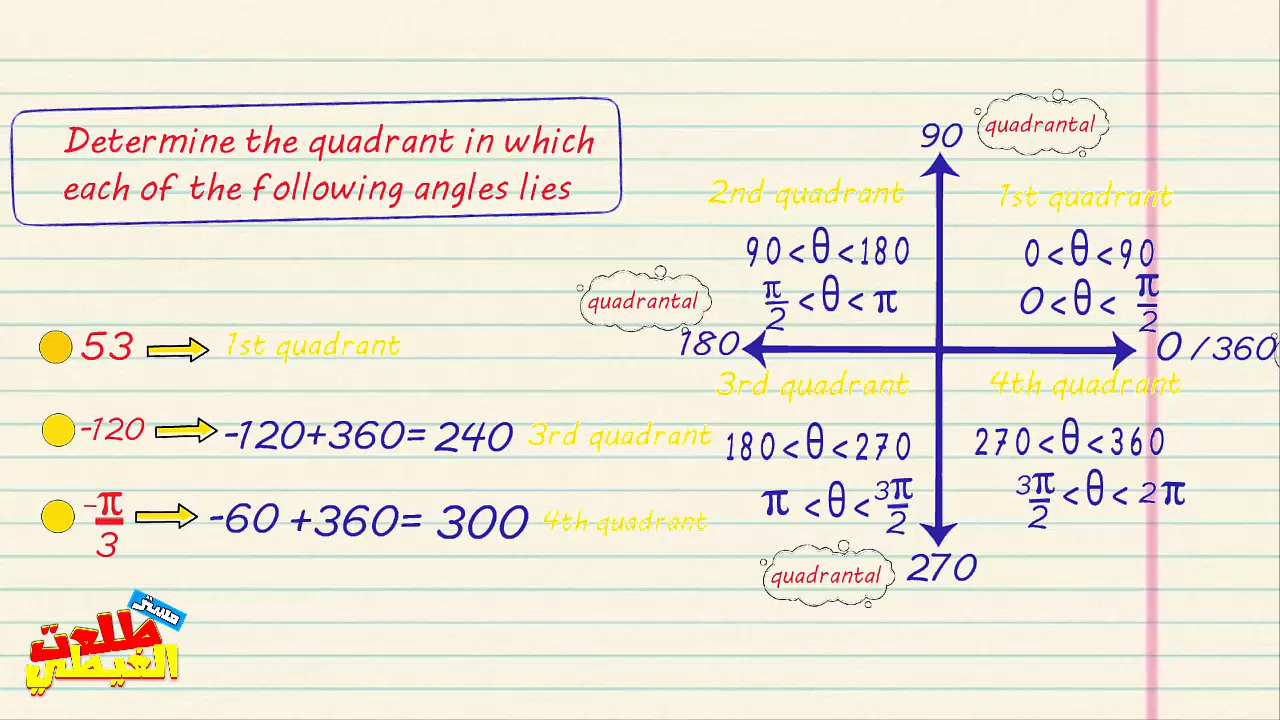 Determine the quadrant in which
each of the following angles lies
53 1st quadrant
-120 -120+360= 240 3rd quadrant
-π/3 -60 +360= 300 4th quadrant
90
quadrantal
2nd quadrant
90<θ<180
π/2 <θ< π
1st quadrant
0<θ<90
0<θ< π/2
quadrantal
180
0/360
3rd quadrant
180<θ<270
π <θ< 3π/2
4th quadrant
270<θ<360
3π/2 <θ< 2π
quadrantal
270
مستر
طلعت
الغيطي